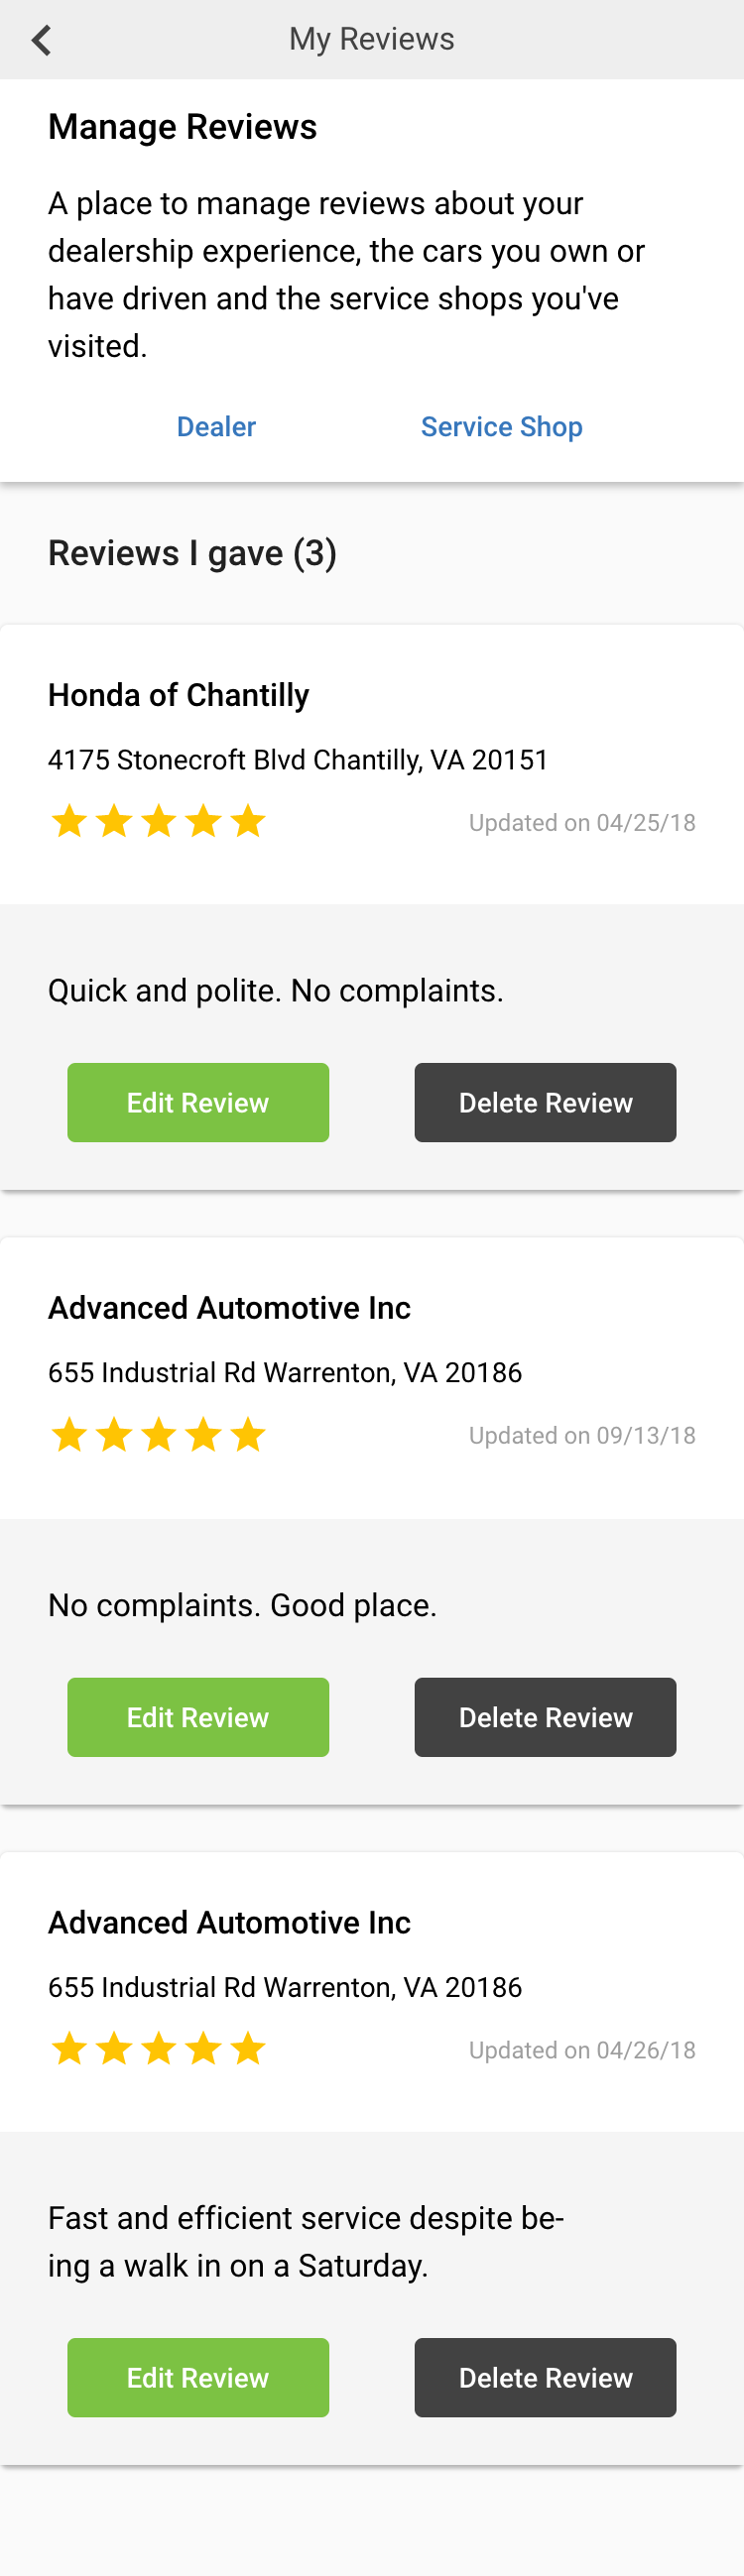 My Reviews
Manage Reviews
A place to manage reviews about your
dealership experience, the cars you own or
have driven and the service shops you've
visited.
Dealer
Service Shop
Reviews I gave (3)
Honda of Chantilly
4175 Stonecroft Blvd Chantilly, VA 20151
Updated on 04/25/18
Quick and polite. No complaints.
Edit Review
Delete Review
Advanced Automotive Inc
655 Industrial Rd Warrenton, VA 20186
Updated on 09/13/18
No complaints. Good place.
Edit Review
Delete Review
Advanced Automotive Inc
655 Industrial Rd Warrenton, VA 20186
Updated on 04/26/18
Fast and efficient service despite be-
ing a walk in on a Saturday.
Edit Review
Delete Review